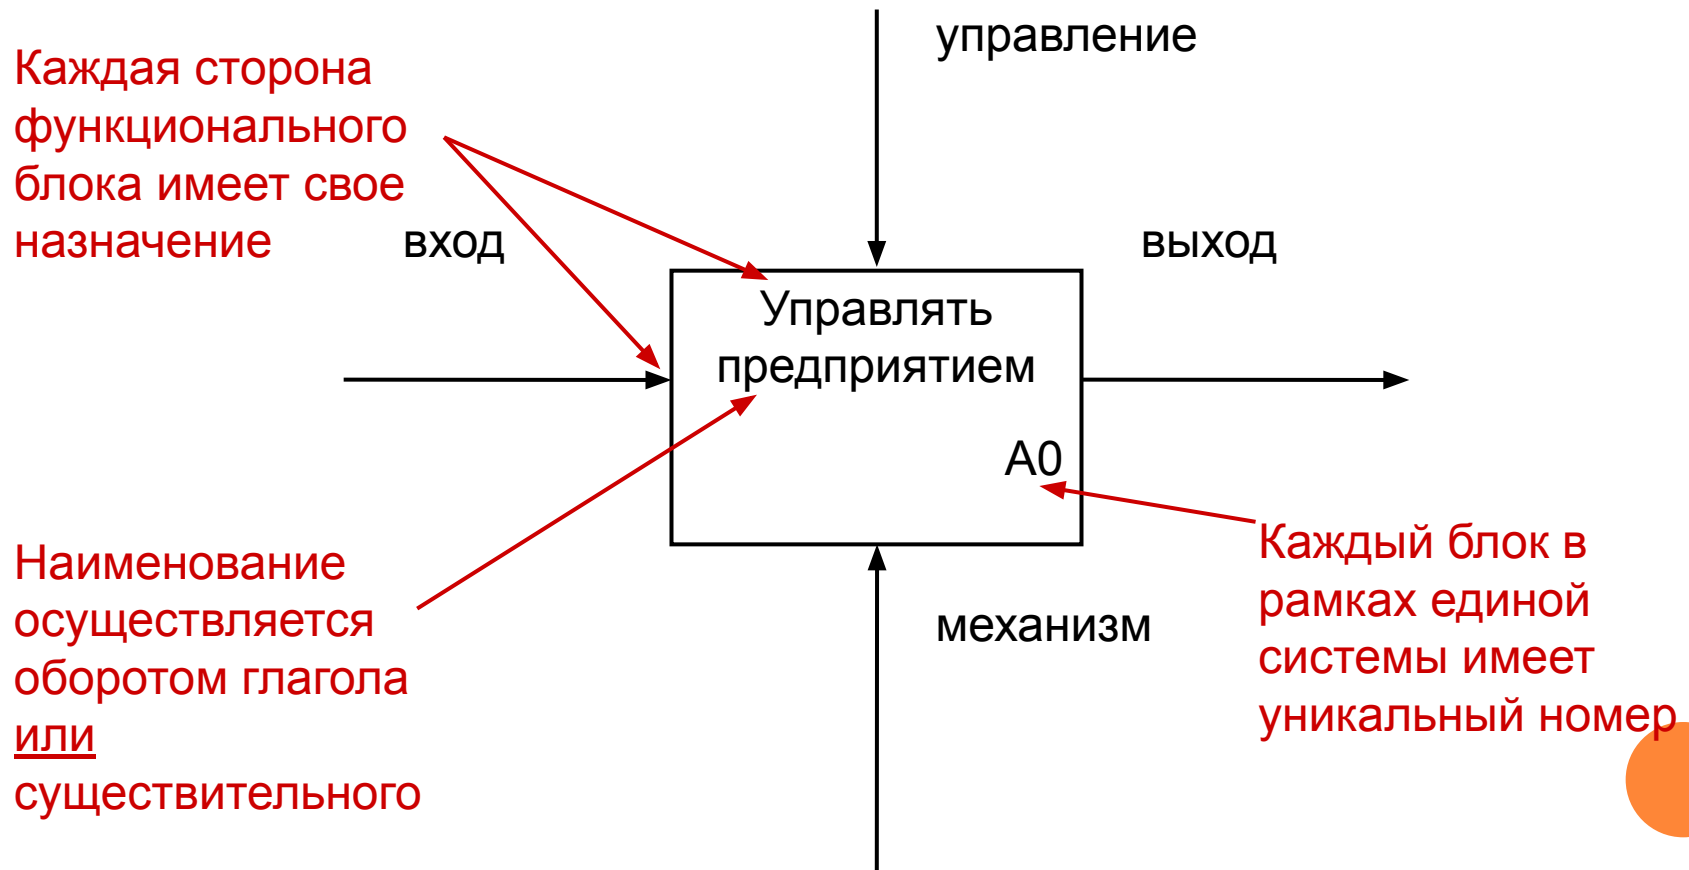 управление
Каждая сторона
функционального
блока имеет свое
назначение
вход
выход
Управлять
предприятием
А0
Наименование
осуществляется
оборотом глагола
или
существительного
механизм
Каждый блок в
рамках единой
системы имеет
уникальный номер